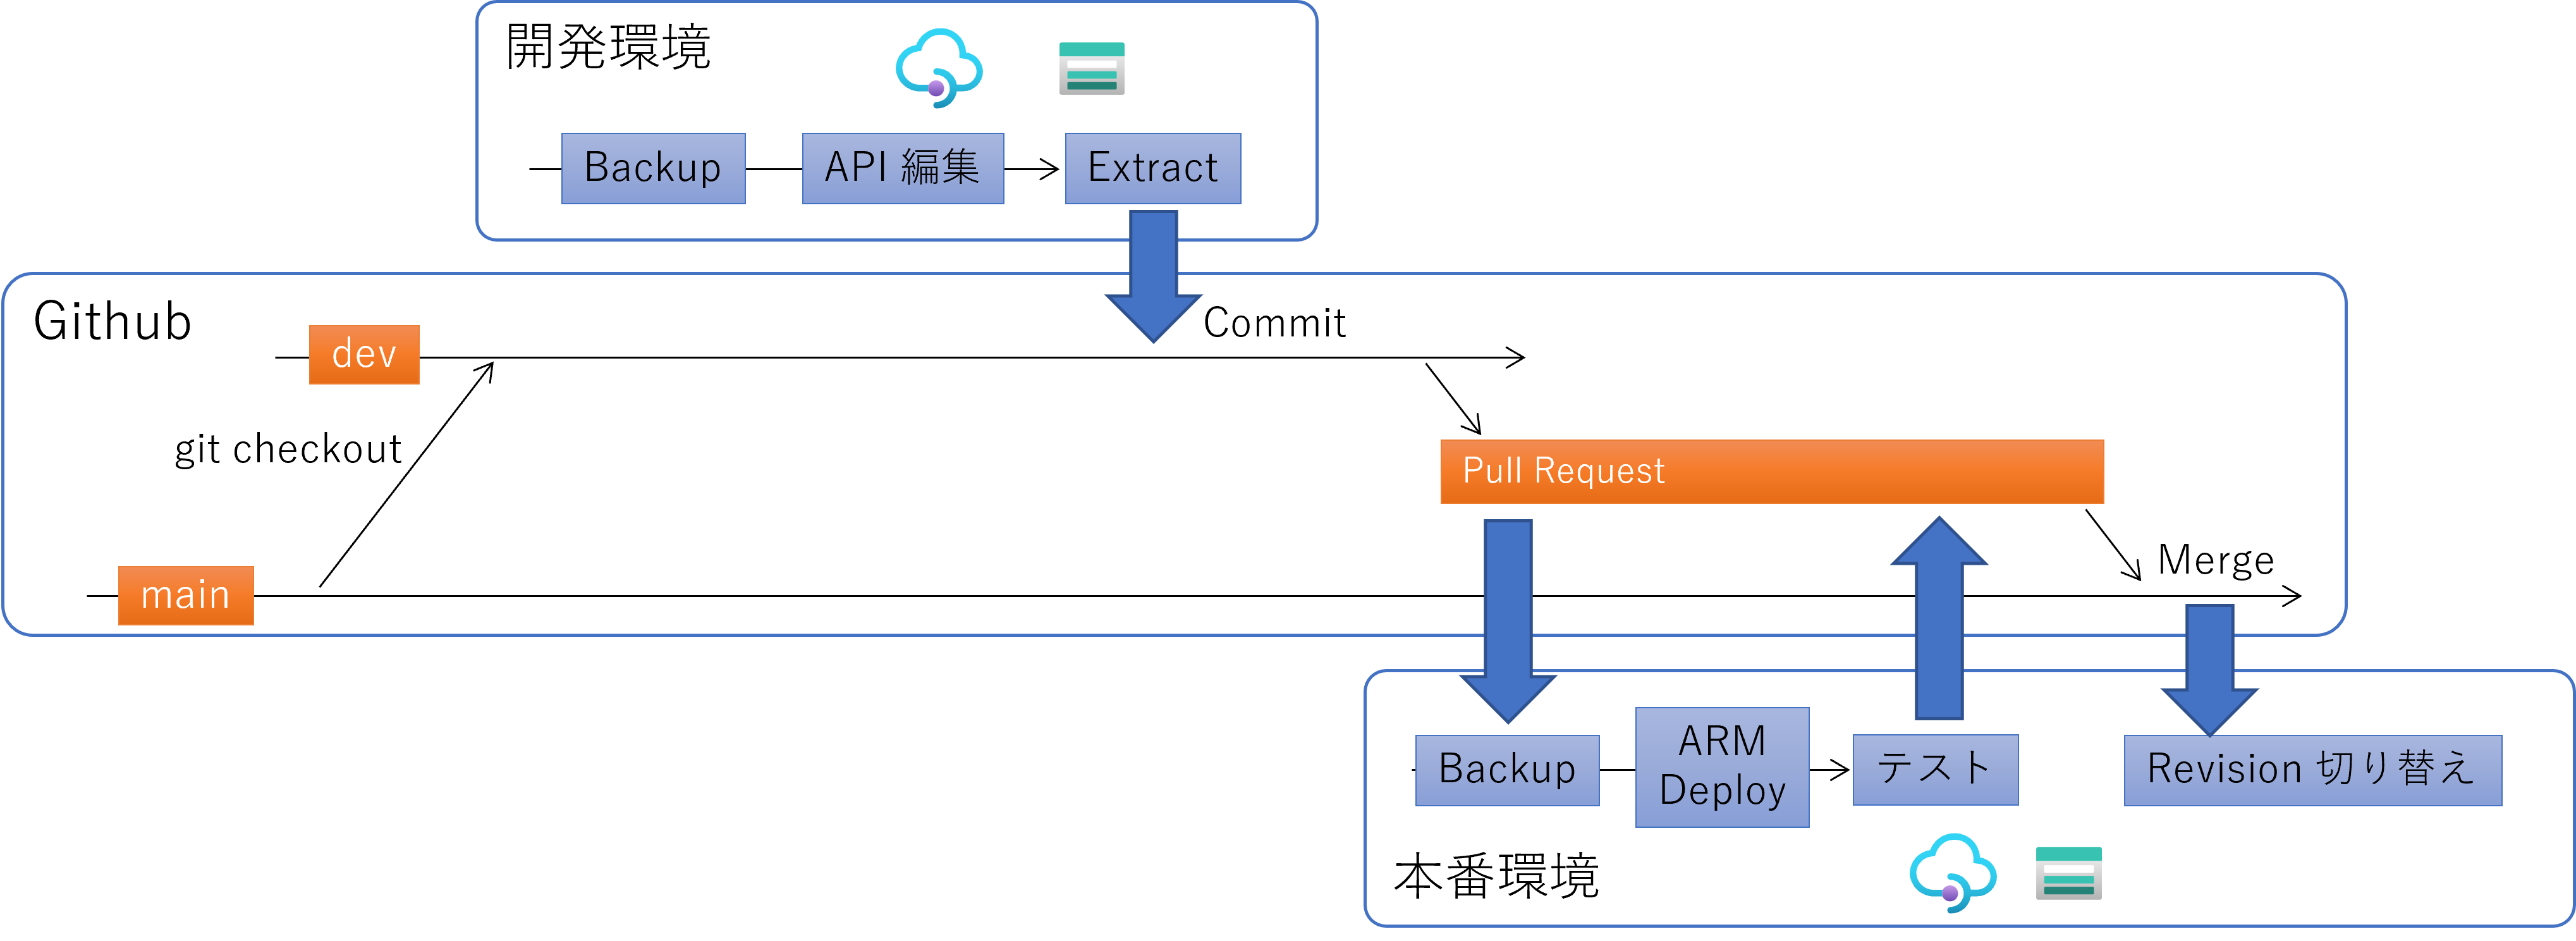 開発環境
Backup
API 編集
Extract
Github
Commit
dev
git checkout
Pull Request
Merge
main
Backup
ARM
Deploy
テスト
Revision 切り替え
本番環境